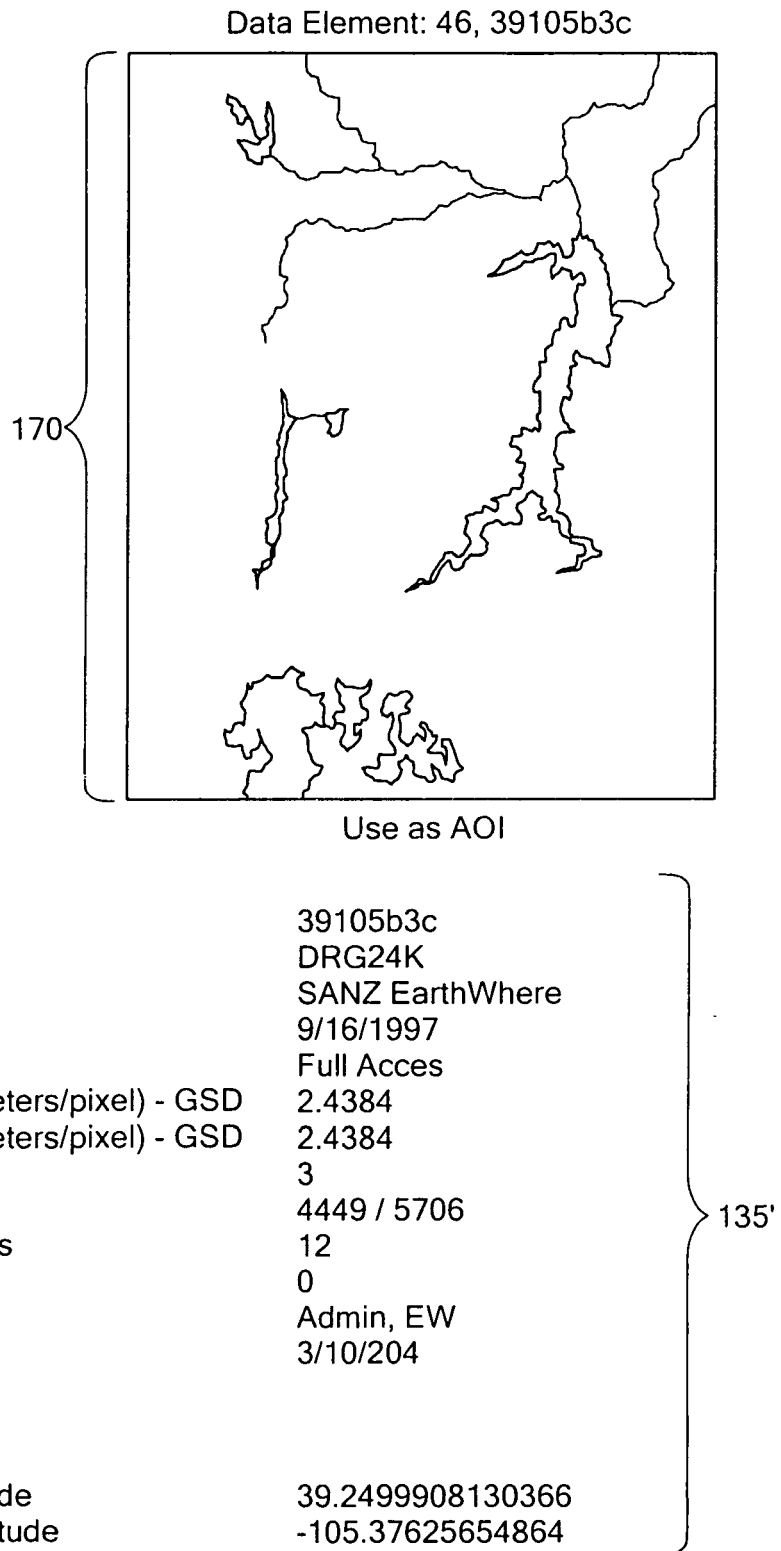 Data Element: 46, 39105b3c
170
Use as AOI
39105b3c
DRG24K
SANZ EarthWhere
9/16/1997
Full Acces
eters/pixel) - GSD 2.4384
eters/pixel) - GSD 2.4384
3
4449 / 5706
135'
s 12
0
Admin, EW
3/10/204
de 39.2499908130366
tude -105.37625654864